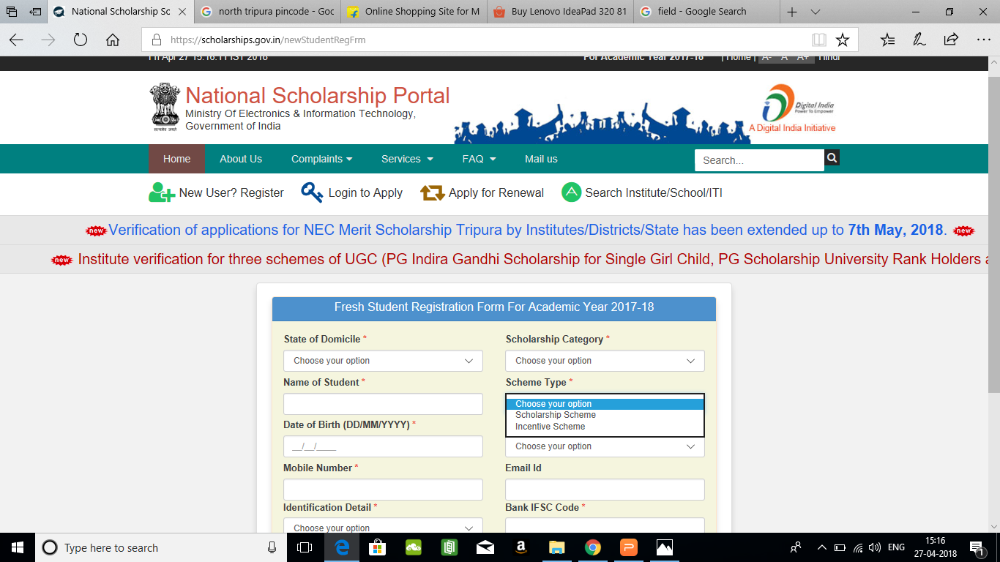 National Scholarship Sc
north tripura pincode - Goo
Online Shopping Site for M
Buy Lenovo IdeaPad 320 81
field - Google Search
https://scholarships.gov.in/newStudentRegFrm
Fri Apr 27 15:16:11 IST 2018
For Academic Year 2017-18 | Home | A- A A+ Hindi
National Scholarship Portal
Ministry Of Electronics & Information Technology,
Government of India
सत्यमेव जयते
Digital India
Power To Empower
A Digital India Initiative
Home About Us Complaints Services FAQ Mail us Search...
New User? Register Login to Apply Apply for Renewal Search Institute/School/ITI
new Verification of applications for NEC Merit Scholarship Tripura by Institutes/Districts/State has been extended up to 7th May, 2018. new
new Institute verification for three schemes of UGC (PG Indira Gandhi Scholarship for Single Girl Child, PG Scholarship University Rank Holders a
Fresh Student Registration Form For Academic Year 2017-18
State of Domicile * Scholarship Category *
Choose your option Choose your option
Name of Student * Scheme Type *
Choose your option
Scholarship Scheme
Incentive Scheme
Date of Birth (DD/MM/YYYY) *
__/__/____ Choose your option
Mobile Number * Email Id
Identification Detail * Bank IFSC Code *
Choose your option
Type here to search
ENG
15:16
27-04-2018
1